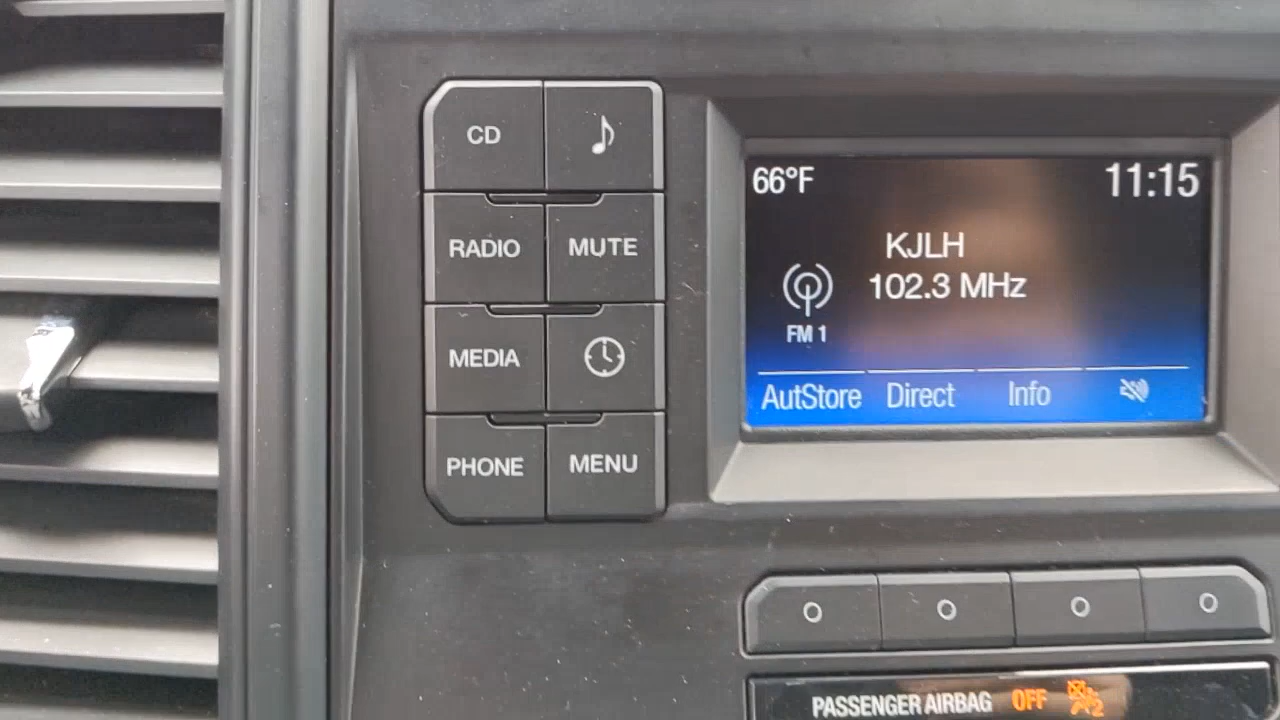 CD
RADIO MUTE
MEDIA
PHONE MENU
66°F 11:15
KJLH
102.3 MHz
FM 1
AutStore Direct Info
PASSENGER AIRBAG OFF